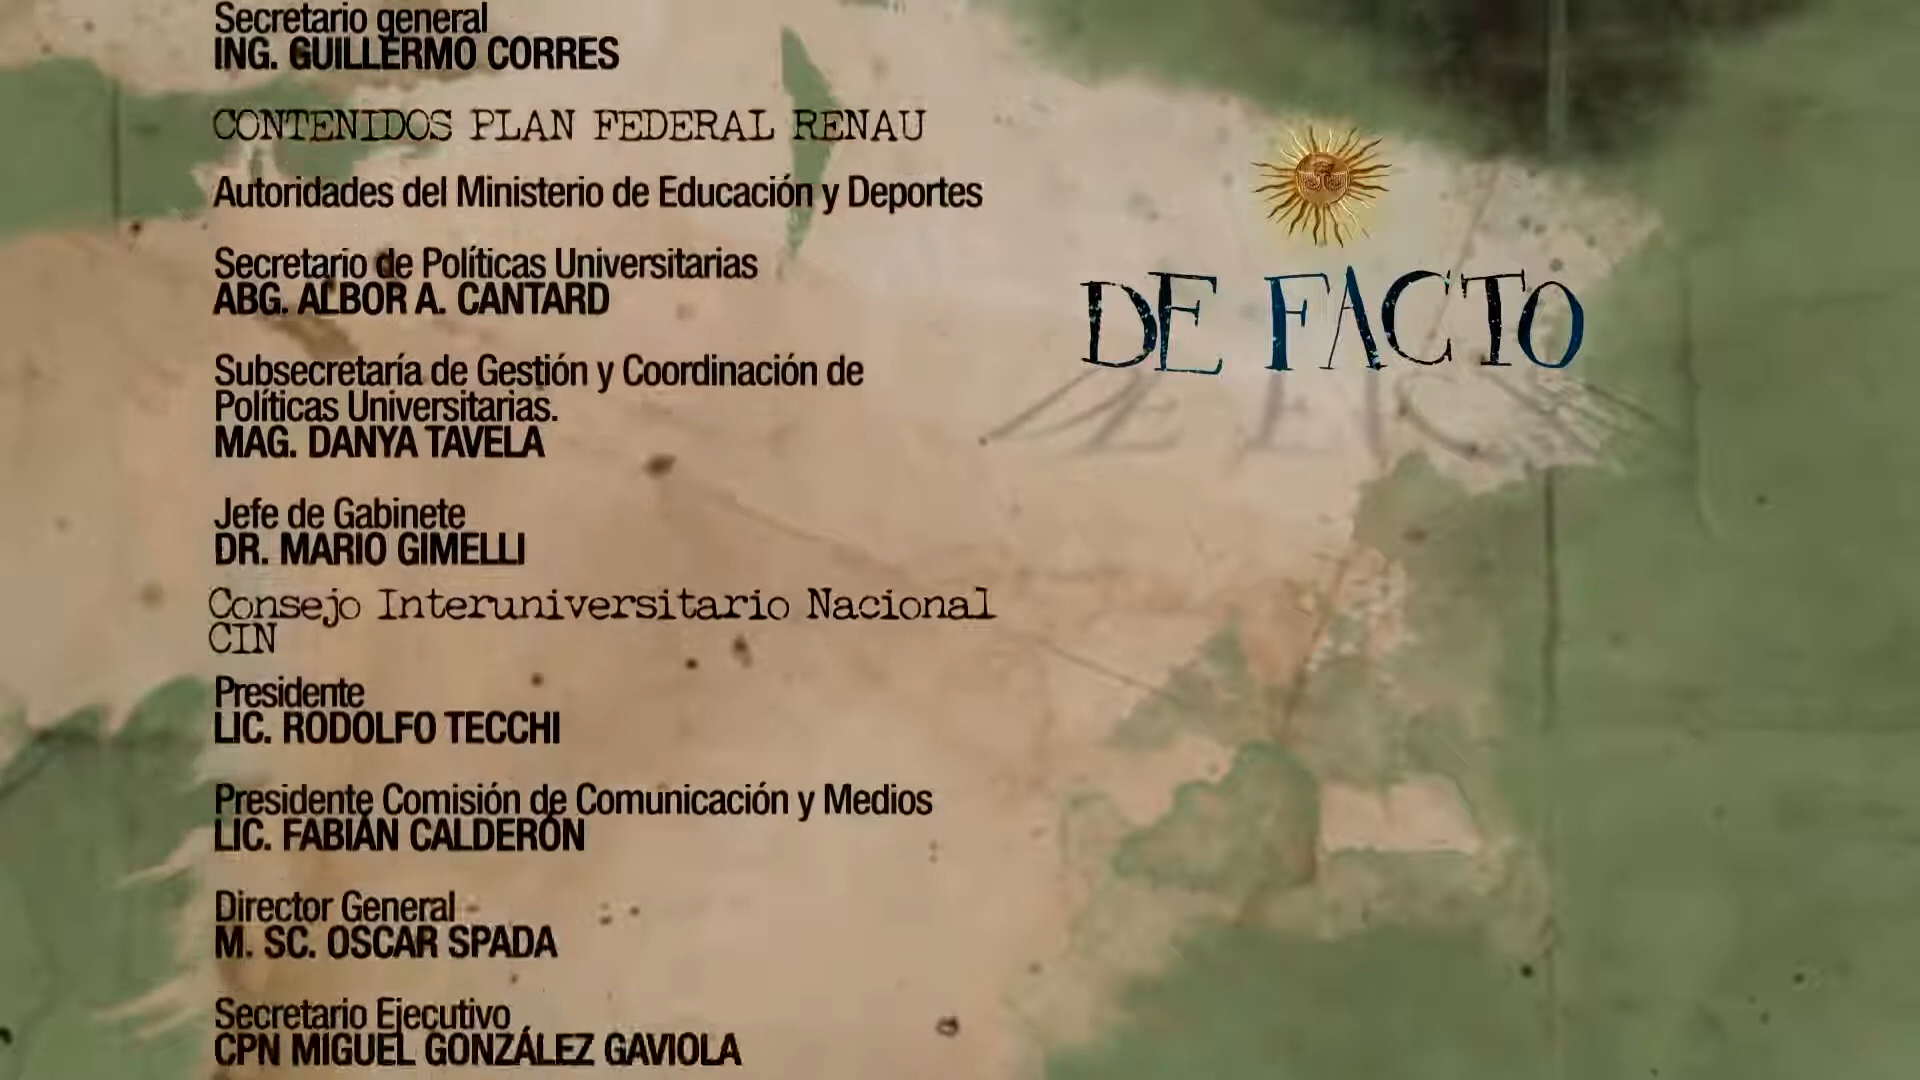 Secretario general
ING. GUILLERMO CORRES
CONTENIDOS PLAN FEDERAL RENAU
Autoridades del Ministerio de Educación y Deportes
Secretario de Políticas Universitarias
ABG. ALBOR A. CANTARD
Subsecretaría de Gestión y Coordinación de
Políticas Universitarias.
MAG. DANYA TAVELA
Jefe de Gabinete
DR. MARIO GIMELLI
Consejo Interuniversitario Nacional
CIN
Presidente
LIC. RODOLFO TECCHI
Presidente Comisión de Comunicación y Medios
LIC. FABIÁN CALDERÓN
Director General
M. SC. OSCAR SPADA
Secretario Ejecutivo
CPN MIGUEL GONZÁLEZ GAVIOLA
DE FACTO